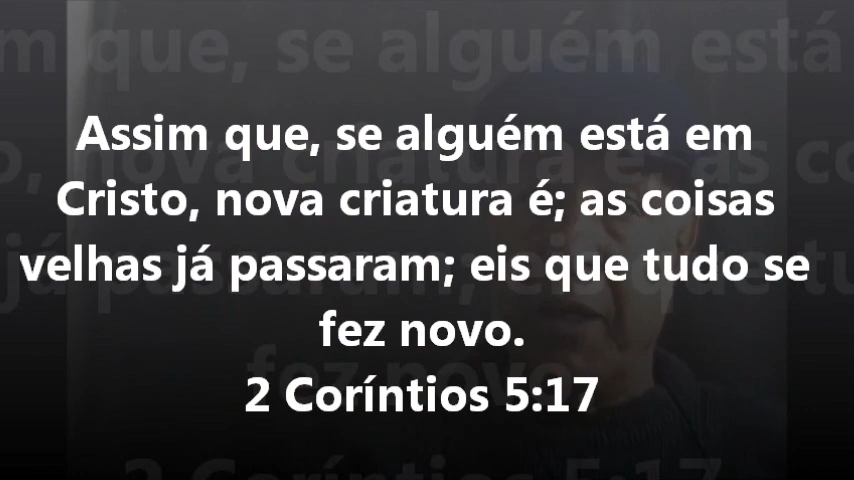 Assim que, se alguém está em
Cristo, nova criatura é; as coisas
velhas já passaram; eis que tudo se
fez novo.
2 Coríntios 5:17